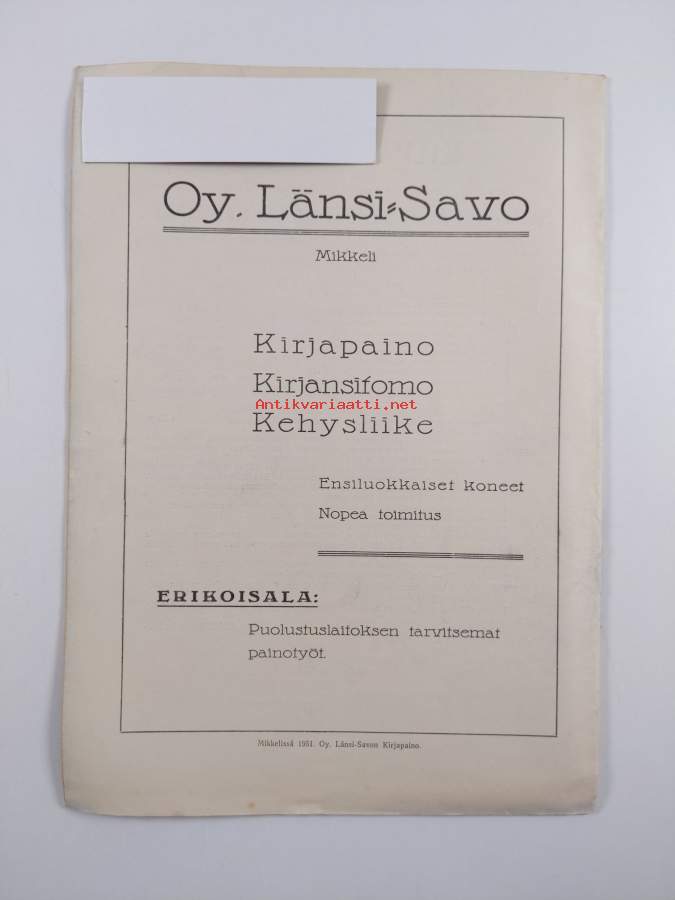 Oy. Länsi-Savo
Mikkeli
Kirjapaino
Kirjansitomo
Antikvariaatti.net
Kehysliike
Ensiluokkaiset koneet
Nopea toimitus
ERIKOISALA:
Puolustuslaitoksen tarvitsemat
painotyöt.
Mikkelissä 1931. Oy. Länsi-Savon Kirjapaino.